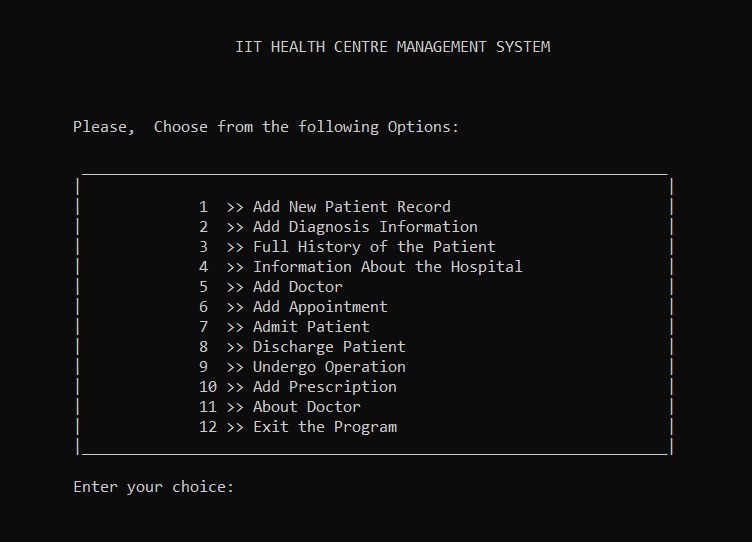 IIT HEALTH CENTRE MANAGEMENT SYSTEM
Please,  Choose from the following Options:
1  >> Add New Patient Record
2  >> Add Diagnosis Information
3  >> Full History of the Patient
4  >> Information About the Hospital
5  >> Add Doctor
6  >> Add Appointment
7  >> Admit Patient
8  >> Discharge Patient
9  >> Undergo Operation
10 >> Add Prescription
11 >> About Doctor
12 >> Exit the Program
Enter your choice: